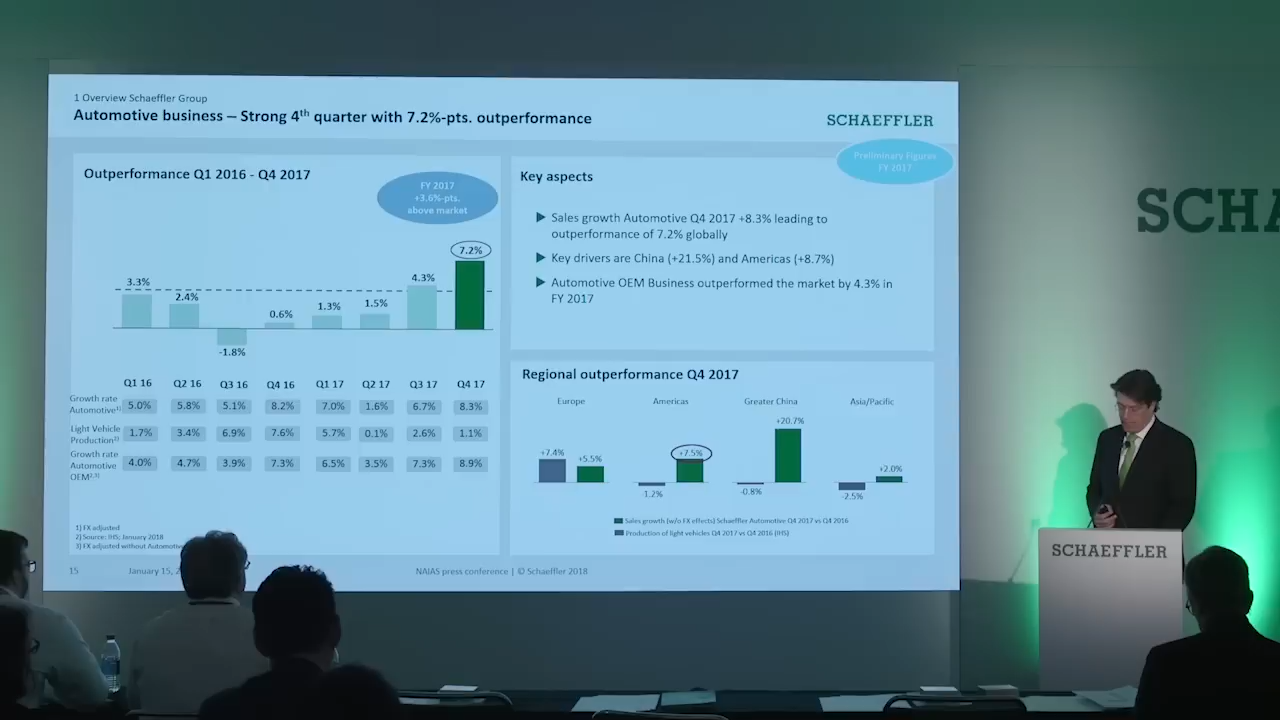 1 Overview Schaeffler Group
Automotive business – Strong 4th quarter with 7.2%-pts. outperformance
SCHAEFFLER
Preliminary Figures
FY 2017
Outperformance Q1 2016 - Q4 2017
FY 2017
+3.6%-pts.
above market
3.3%
2.4%
-1.8%
0.6%
1.3%
1.5%
4.3%
7.2%
Q1 16 Q2 16 Q3 16 Q4 16 Q1 17 Q2 17 Q3 17 Q4 17
Growth rate
Automotive1) 5.0% 5.8% 5.1% 8.2% 7.0% 1.6% 6.7% 8.3%
Light Vehicle
Production2) 1.7% 3.4% 6.9% 7.6% 5.7% 0.1% 2.6% 1.1%
Growth rate
Automotive 4.0% 4.7% 3.9% 7.3% 6.5% 3.5% 7.3% 8.9%
OEM2,3)
1) FX adjusted
2) Source: IHS; January 2018
3) FX adjusted without Automotiv
Key aspects
▶ Sales growth Automotive Q4 2017 +8.3% leading to
outperformance of 7.2% globally
▶ Key drivers are China (+21.5%) and Americas (+8.7%)
▶ Automotive OEM Business outperformed the market by 4.3% in
FY 2017
Regional outperformance Q4 2017
Europe Americas Greater China Asia/Pacific
+7.4% +5.5%
-1.2% +7.5%
-0.8% +20.7%
-2.5% +2.0%
Sales growth (w/o FX effects) Schaeffler Automotive Q4 2017 vs Q4 2016
Production of light vehicles Q4 2017 vs Q4 2016 (IHS)
15 January 15, 2 NAIAS press conference | © Schaeffler 2018
SCHA
SCHAEFFLER